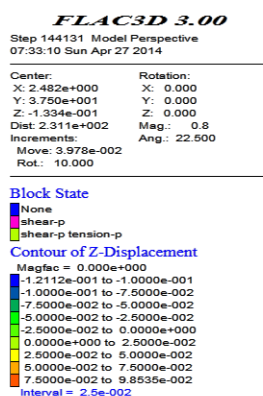 FLAC3D 3.00
Step 144131 Model Perspective
07:33:10 Sun Apr 27 2014
Center: Rotation:
X: 2.482e+000 X: 0.000
Y: 3.750e+001 Y: 0.000
Z: -1.334e-001 Z: 0.000
Dist: 2.311e+002 Mag.: 0.8
Increments: Ang.: 22.500
Move: 3.978e-002
Rot.: 10.000
Block State
None
shear-p
shear-p tension-p
Contour of Z-Displacement
Magfac = 0.000e+000
-1.2112e-001 to -1.0000e-001
-1.0000e-001 to -7.5000e-002
-7.5000e-002 to -5.0000e-002
-5.0000e-002 to -2.5000e-002
-2.5000e-002 to 0.0000e+000
0.0000e+000 to 2.5000e-002
2.5000e-002 to 5.0000e-002
5.0000e-002 to 7.5000e-002
7.5000e-002 to 9.8535e-002
Interval = 2.5e-002